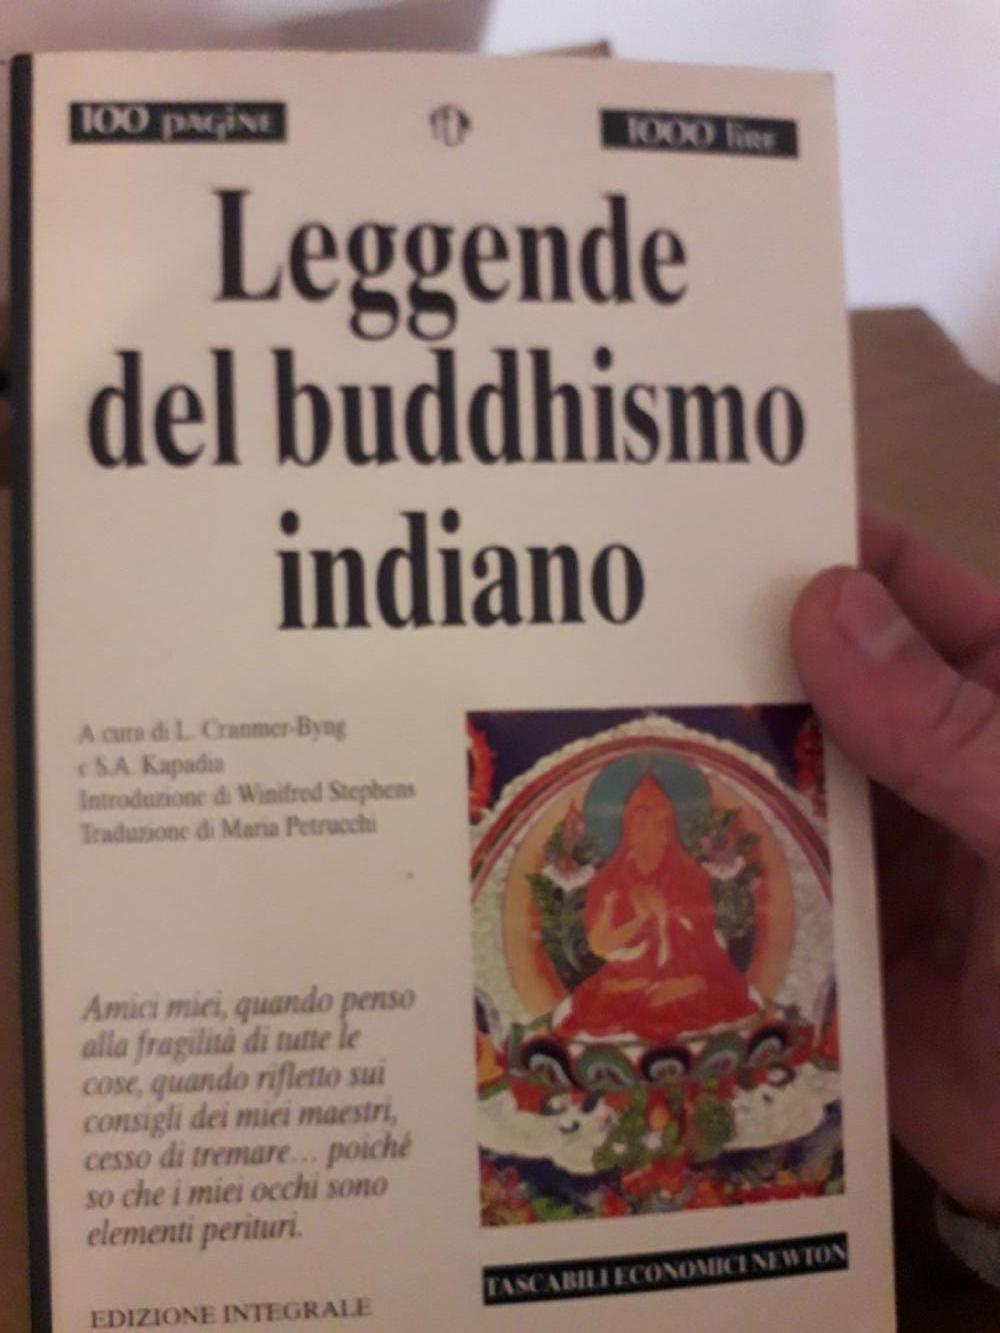 100 pagine
1000 lire
Leggende
del buddhismo
indiano
A cura di L. Cranmer-Byng
e S.A. Kapadia
Introduzione di Winifred Stephens
Traduzione di Maria Petrucchi
Amici miei, quando penso
alla fragilità di tutte le
cose, quando rifletto sui
consigli dei miei maestri,
cesso di tremare... poiché
so che i miei occhi sono
elementi perituri.
TASCABILI ECONOMICI NEWTON
EDIZIONE INTEGRALE